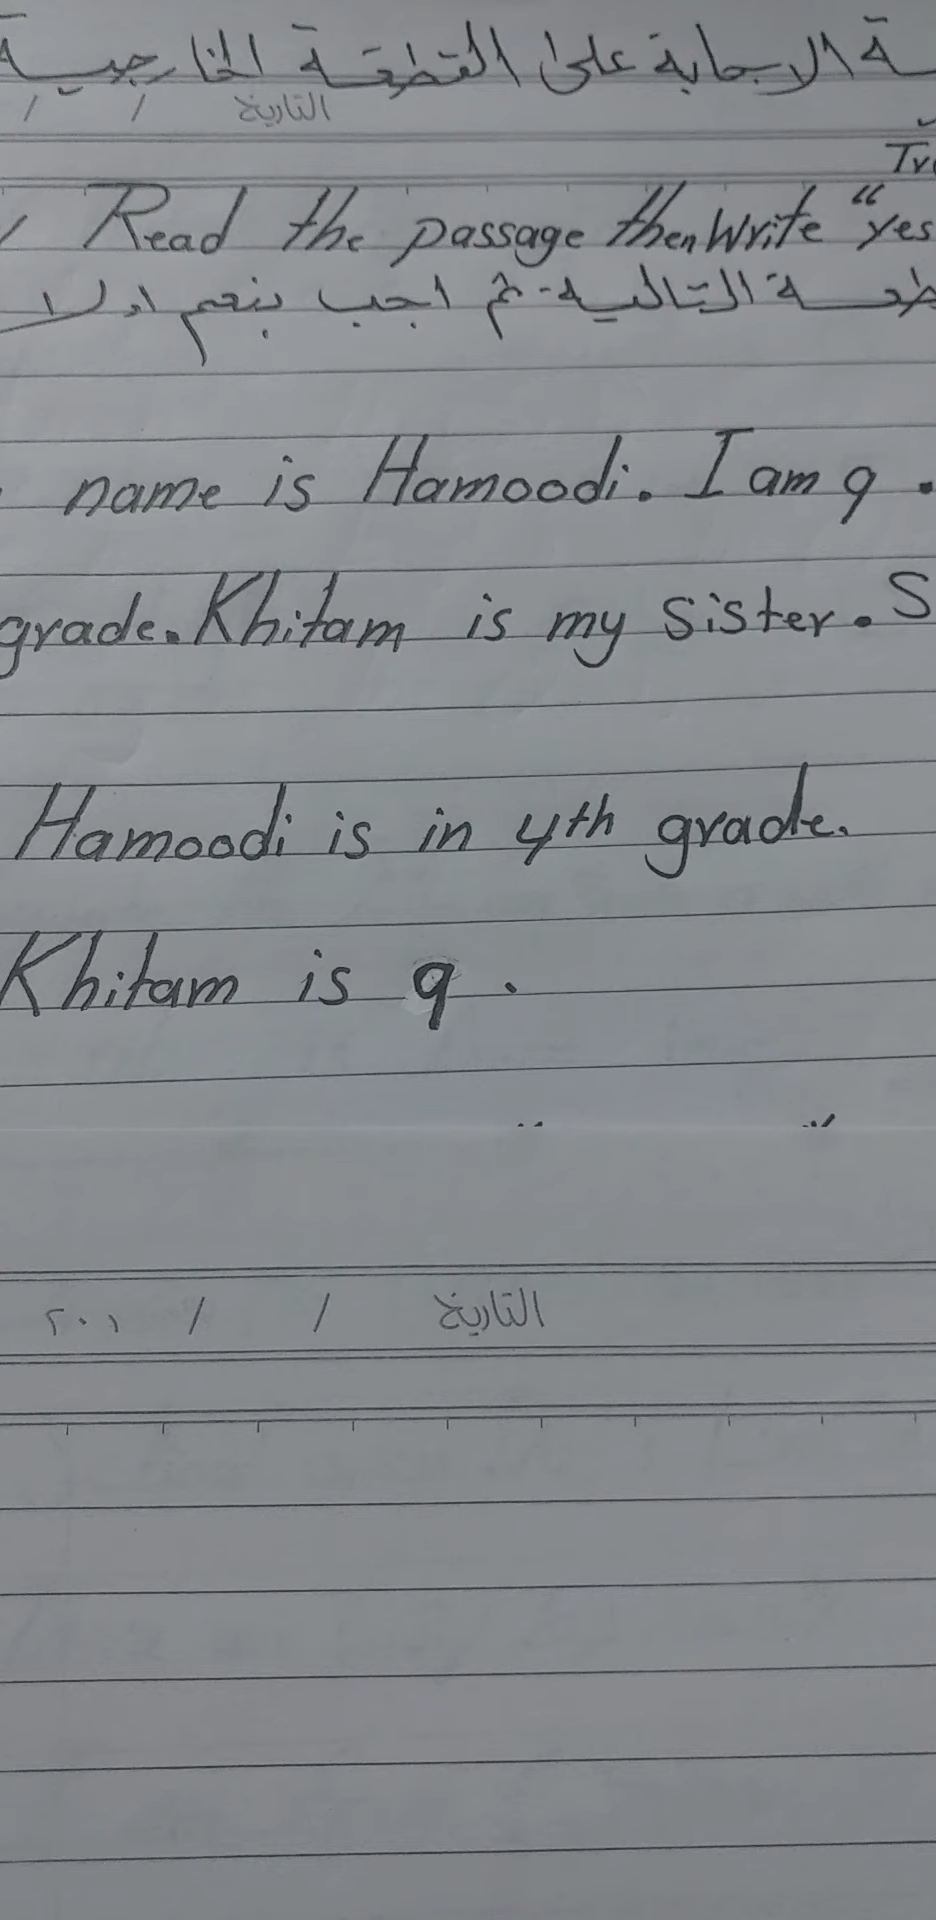 ة الاجابة على القطعة الخارجية
التاريخ / /
Read the passage then Write "yes
التالية ثم اجب بنعم او لا
name is Hamoodi. I am 9.
grade. Khitam is my Sister. S
Hamoodi is in 4th grade.
Khitam is 9.
التاريخ / / ٢٠١